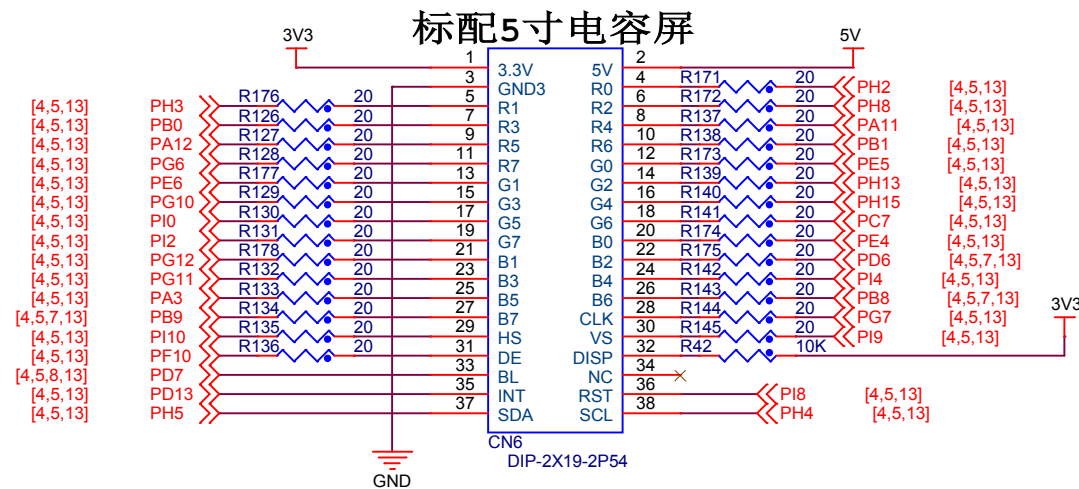 标配5寸电容屏
3V3 5V
1 3.3V 5V 2
3 GND3 R0 4 R171 20 PH2 [4,5,13]
[4,5,13] PH3 R176 20 5 R1 R2 6 R172 20 PH8 [4,5,13]
[4,5,13] PB0 R126 20 7 R3 R4 8 R137 20 PA11 [4,5,13]
[4,5,13] PA12 R127 20 9 R5 R6 10 R138 20 PB1 [4,5,13]
[4,5,13] PG6 R128 20 11 R7 G0 12 R173 20 PE5 [4,5,13]
[4,5,13] PE6 R177 20 13 G1 G2 14 R139 20 PH13 [4,5,13]
[4,5,13] PG10 R129 20 15 G3 G4 16 R140 20 PH15 [4,5,13]
[4,5,13] PI0 R130 20 17 G5 G6 18 R141 20 PC7 [4,5,13]
[4,5,13] PI2 R131 20 19 G7 B0 20 R174 20 PE4 [4,5,13]
[4,5,13] PG12 R178 20 21 B1 B2 22 R175 20 PD6 [4,5,7,13]
[4,5,13] PG11 R132 20 23 B3 B4 24 R142 20 PI4 [4,5,13]
[4,5,13] PA3 R133 20 25 B5 B6 26 R143 20 PB8 [4,5,7,13]
[4,5,7,13] PB9 R134 20 27 B7 CLK 28 R144 20 PG7 [4,5,13]
3V3
[4,5,13] PI10 R135 20 29 HS VS 30 R145 20 PI9 [4,5,13]
[4,5,13] PF10 R136 20 31 DE DISP 32 R42 10K
[4,5,8,13] PD7 33 BL NC 34
[4,5,13] PD13 35 INT RST 36 PI8 [4,5,13]
[4,5,13] PH5 37 SDA SCL 38 PH4 [4,5,13]
CN6
DIP-2X19-2P54
GND